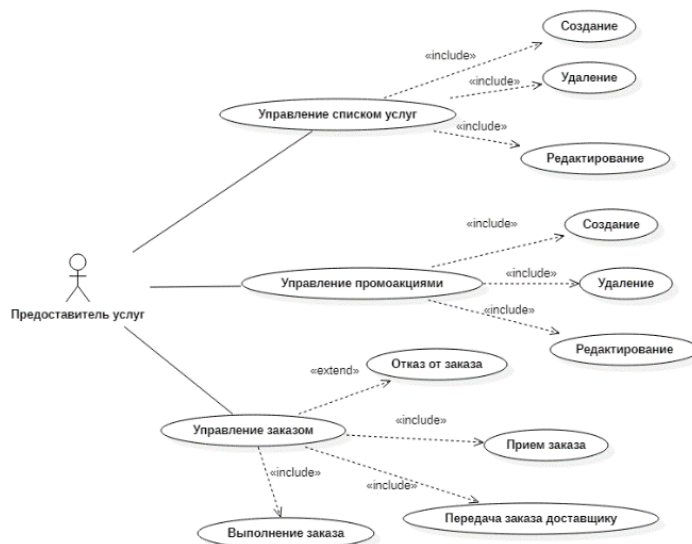 Создание
«include»
Удаление
«include»
Управление списком услуг
«include»
Редактирование
Создание
«include»
Управление промоакциями
«include»
Удаление
Предоставитель услуг
«include»
Редактирование
«extend»
Отказ от заказа
Управление заказом
«include»
Прием заказа
«include»
«include»
Передача заказа доставщику
Выполнение заказа